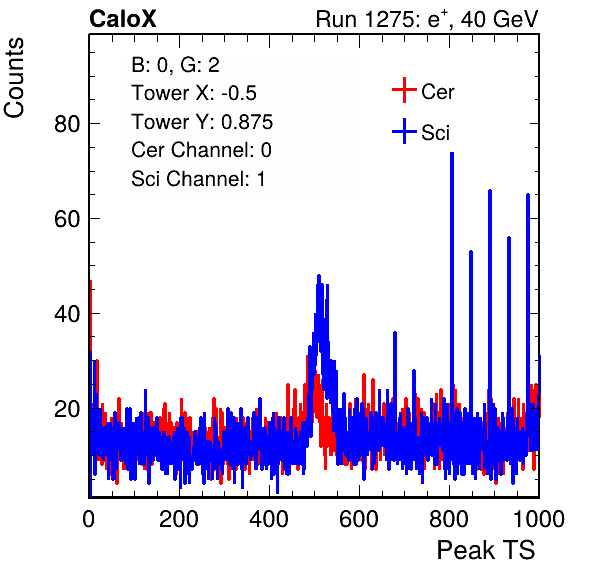 CaloX Run 1275: e⁺, 40 GeV
Counts
B: 0, G: 2
Tower X: -0.5
Tower Y: 0.875
Cer Channel: 0
Sci Channel: 1
Cer
Sci
80
60
40
20
0 200 400 600 800 1000
Peak TS